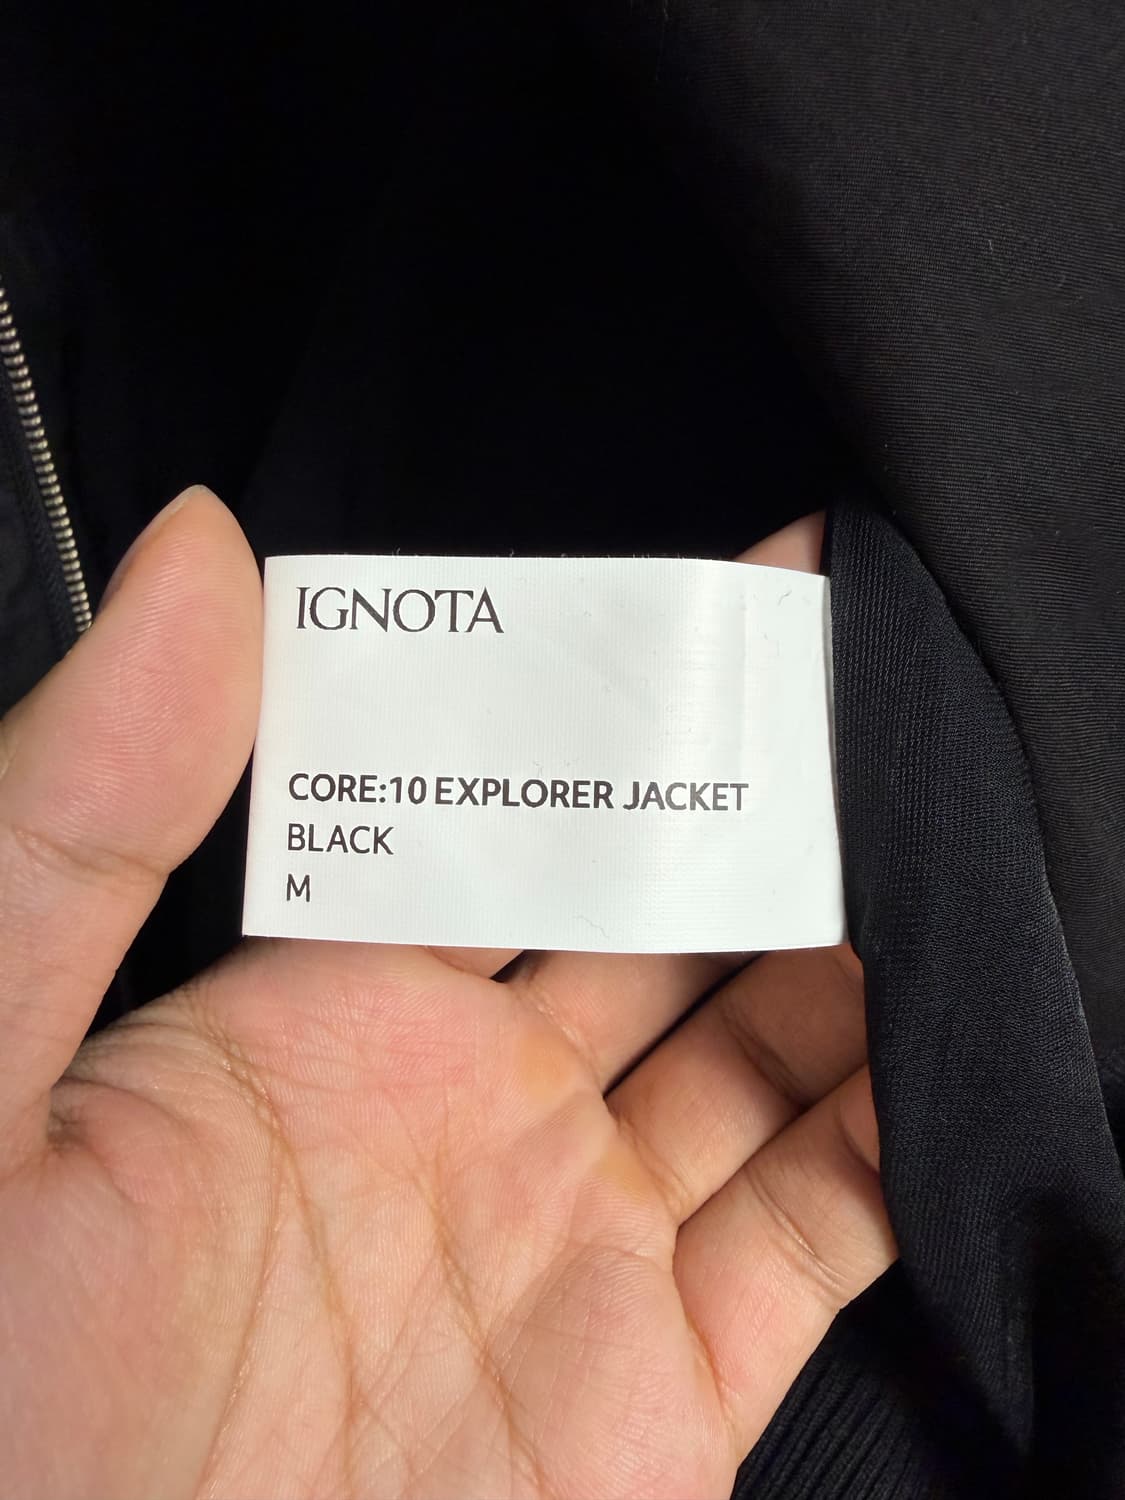 IGNOTA
CORE:10 EXPLORER JACKET
BLACK
M